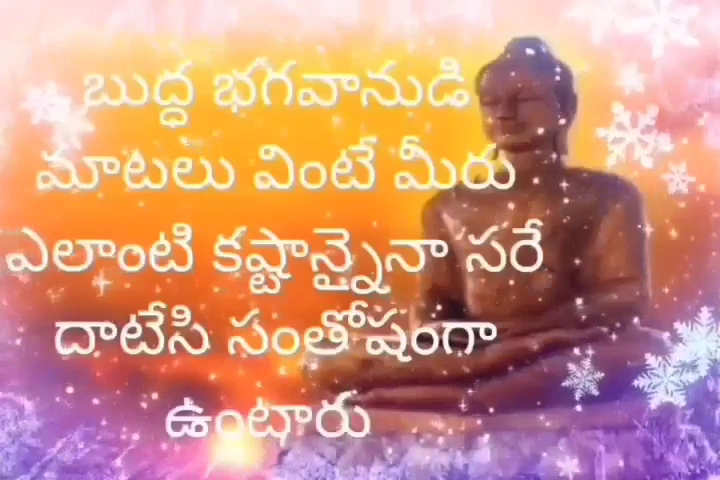 బుద్ధ భగవానుడి
మాటలు వింటే మీరు
ఎలాంటి కష్టాన్నైనా సరే
దాటేసి సంతోషంగా
ఉంటారు